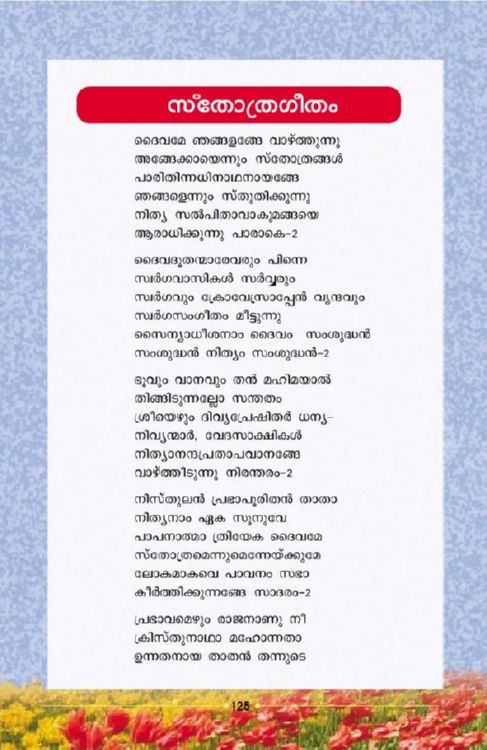 സ്തോത്രഗീതം
ദൈവമേ ഞങ്ങളങ്ങേ വാഴ്ത്തുന്നു
അങ്ങേക്കായെന്നും സ്തോത്രങ്ങൾ
പാരിതിന്നധിനാഥനായങ്ങേ
ഞങ്ങളെന്നും സ്തുതിക്കുന്നു
നിത്യ സൽപിതാവാകുമങ്ങയെ
ആരാധിക്കുന്നു പാരാകെ-2
ദൈവദൂതന്മാരേവരും പിന്നെ
സ്വർഗവാസികൾ സർവ്വരും
സ്വർഗവും ക്രോവേസ്രാപ്പേൻ വൃന്ദവും
സ്വർഗസംഗീതം മീട്ടുന്നു
സൈന്യാധീശനാം ദൈവം സംശുദ്ധൻ
സംശുദ്ധൻ നിത്യം സംശുദ്ധൻ-2
ഭൂവും വാനവും തൻ മഹിമയാൽ
തിങ്ങിടുന്നല്ലോ സന്തതം
ശ്രീയെഴും ദിവ്യപ്രേഷിതർ ധന്യ-
നിവ്യന്മാർ, വേദസാക്ഷികൾ
നിത്യാനന്ദപ്രതാപവാനങ്ങേ
വാഴ്ത്തീടുന്നു നിരന്തരം-2
നിസ്തുലൻ പ്രഭാപൂരിതൻ താതാ
നിത്യനാം ഏക സൂനുവേ
പാപനാത്മാ ത്രിയേക ദൈവമേ
സ്തോത്രമെന്നുമെന്നേയ്ക്കുമേ
ലോകമാകവെ പാവനം സഭാ
കീർത്തിക്കുന്നങ്ങേ സാദരം-2
പ്രഭാവമെഴും രാജനാണു നീ
ക്രിസ്തുനാഥാ മഹോന്നതാ
ഉന്നതനായ താതൻ തന്നുടെ
125